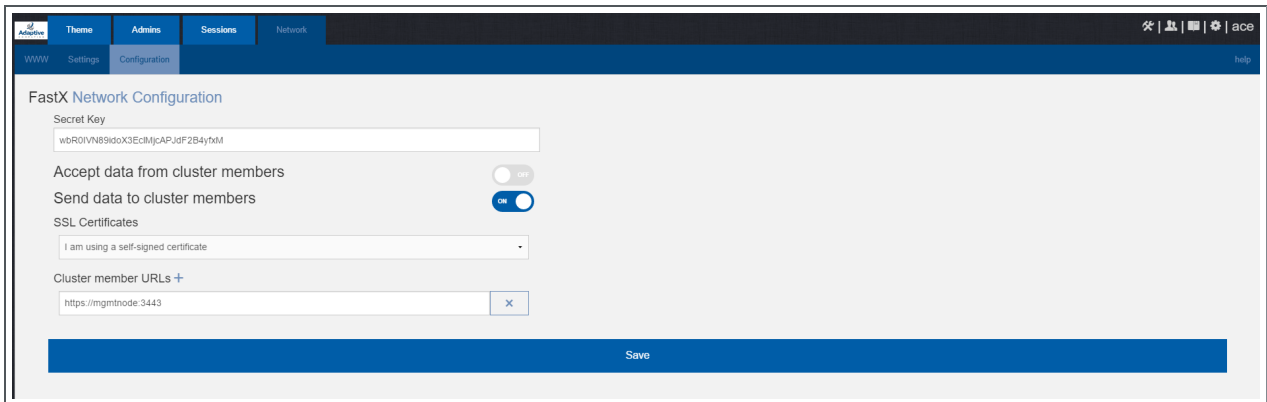 Adaptive
Theme
Admins
Sessions
Network
ace
WWW
Settings
Configuration
help
FastX Network Configuration
Secret Key
Accept data from cluster members
OFF
Send data to cluster members
ON
SSL Certificates
I am using a self-signed certificate
Cluster member URLs +
https://mgmtnode:3443
Save